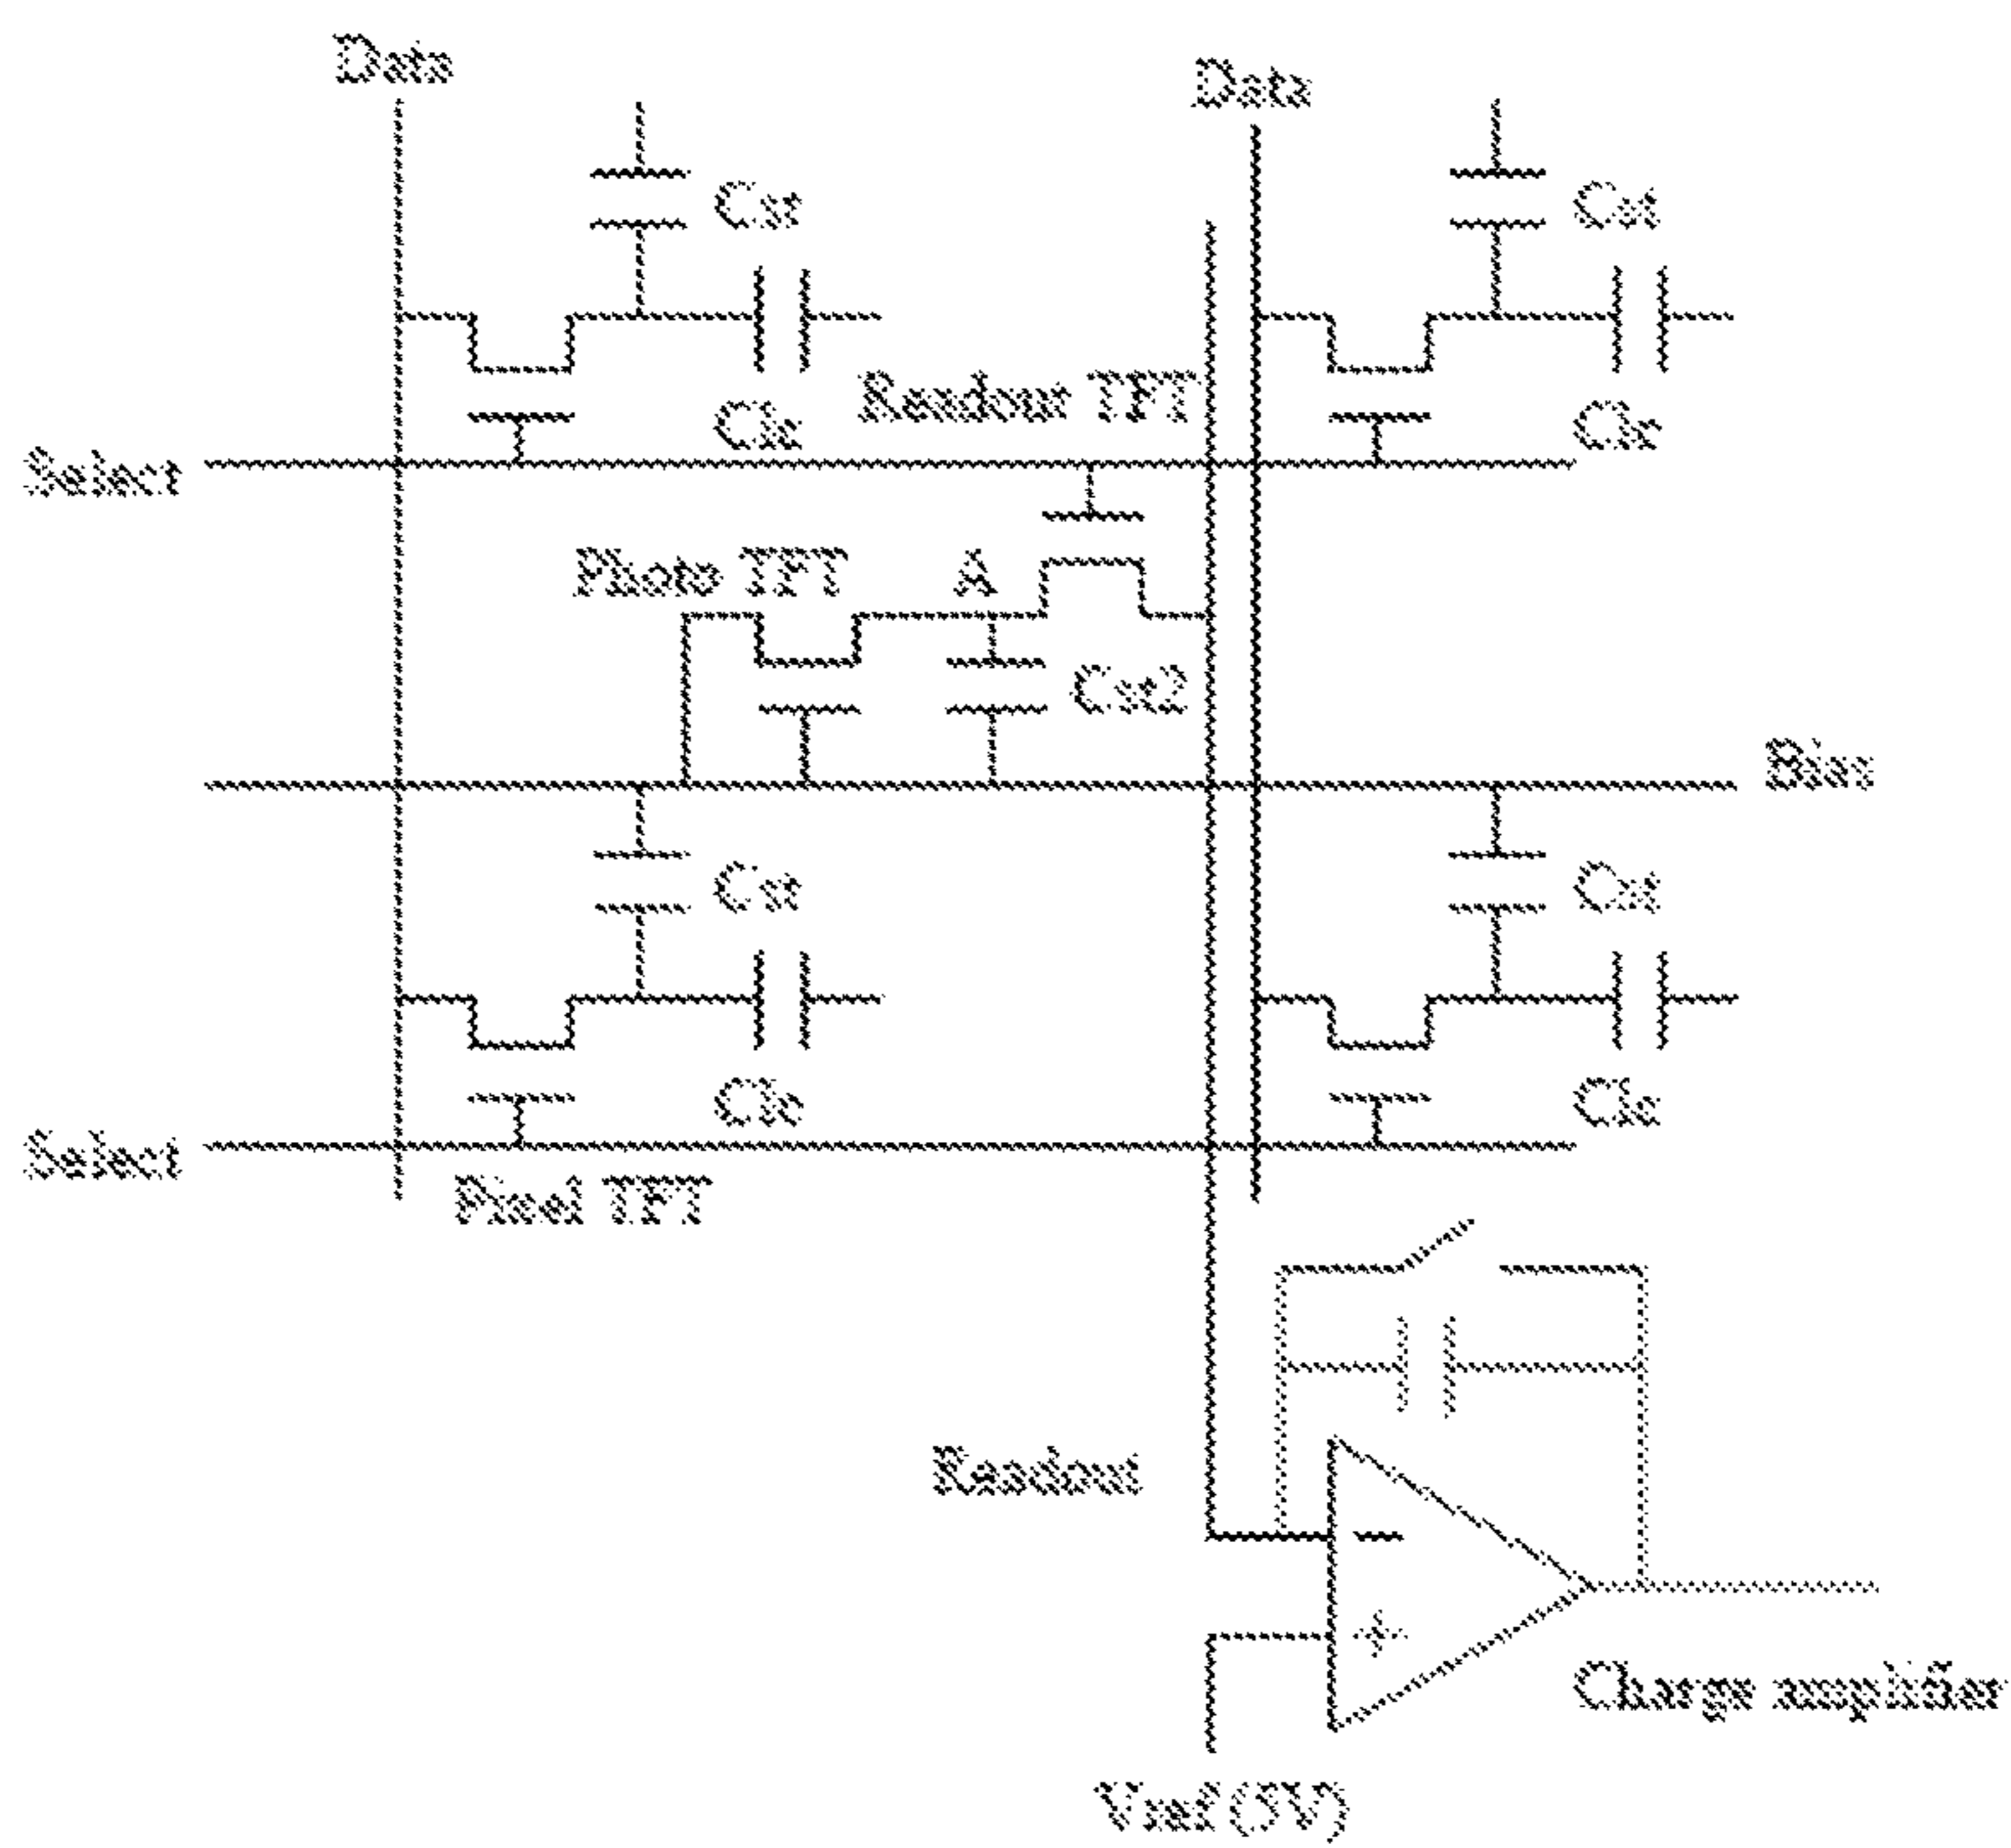 Data
Data
Cst
Cst
Clc
Readout TFT
Clc
Select
Photo TFT
A
Cst2
Bias
Cst
Cst
Clc
Clc
Select
Pixel TFT
Readout
−
+
Charge amplifier
Vref (5V)